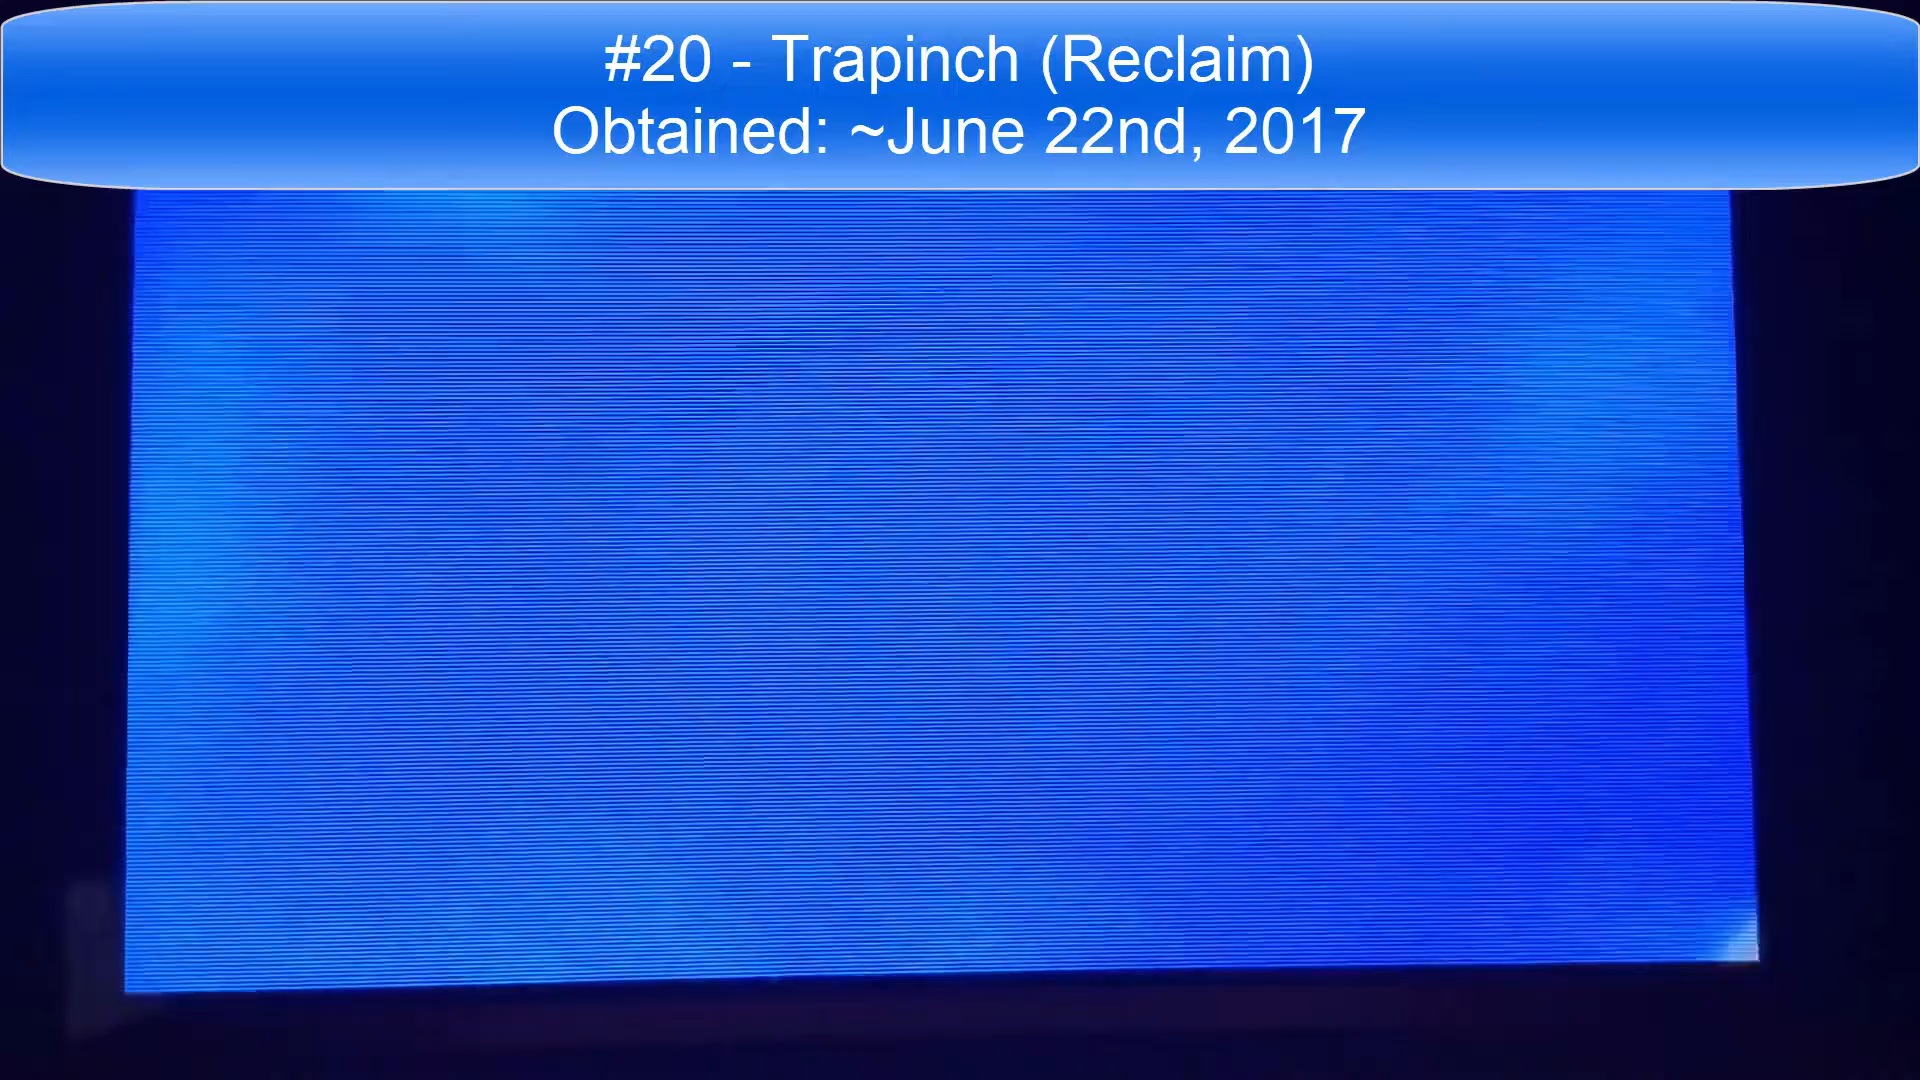 #20 - Trapinch (Reclaim)
Obtained: ~June 22nd, 2017